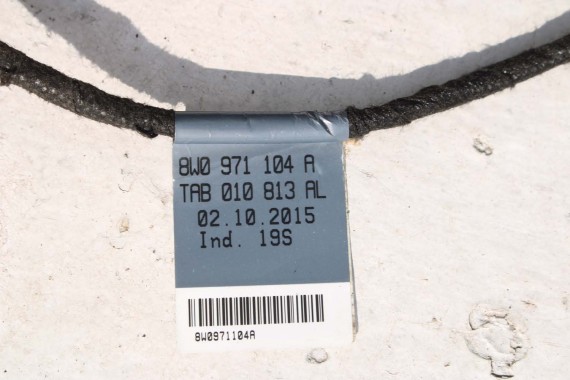 8W0 971 104 A
TAB 010 813 AL
02.10.2015
Ind. 19S
8W0971104A